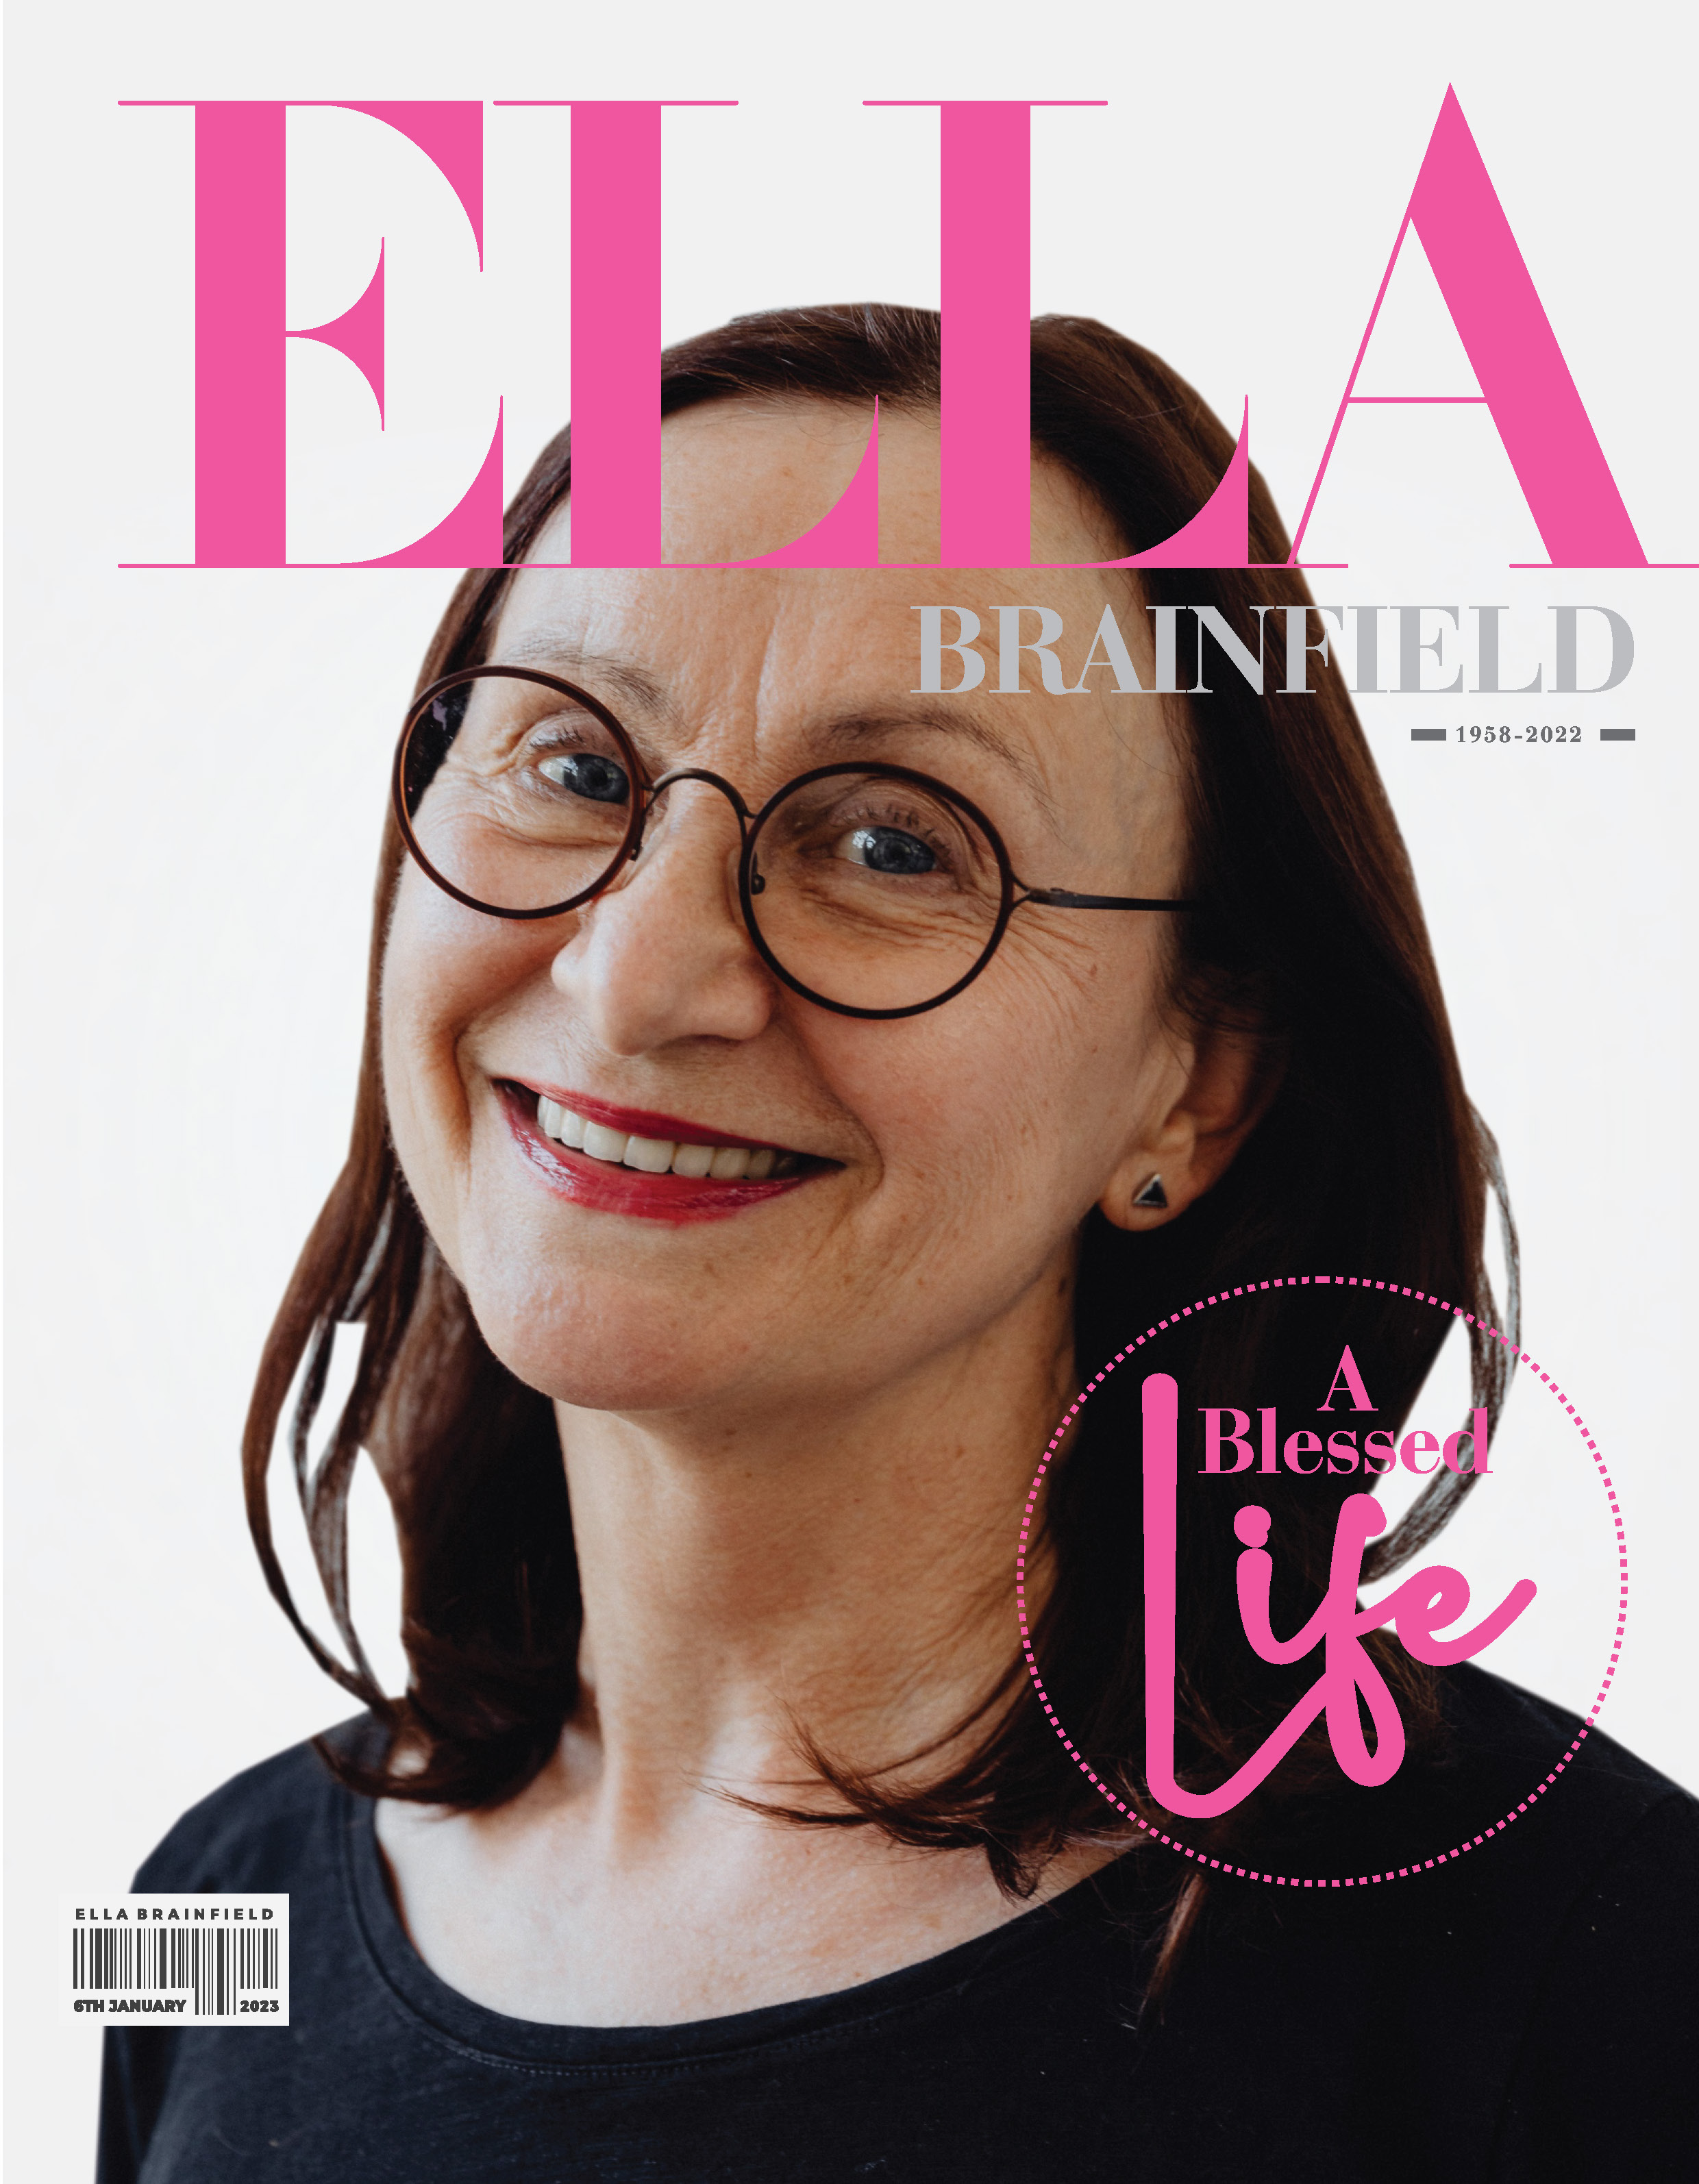 ELLA
BRAINFIELD
1958-2022
A
Blessed
Life
ELLA BRAINFIELD
6TH JANUARY 2023